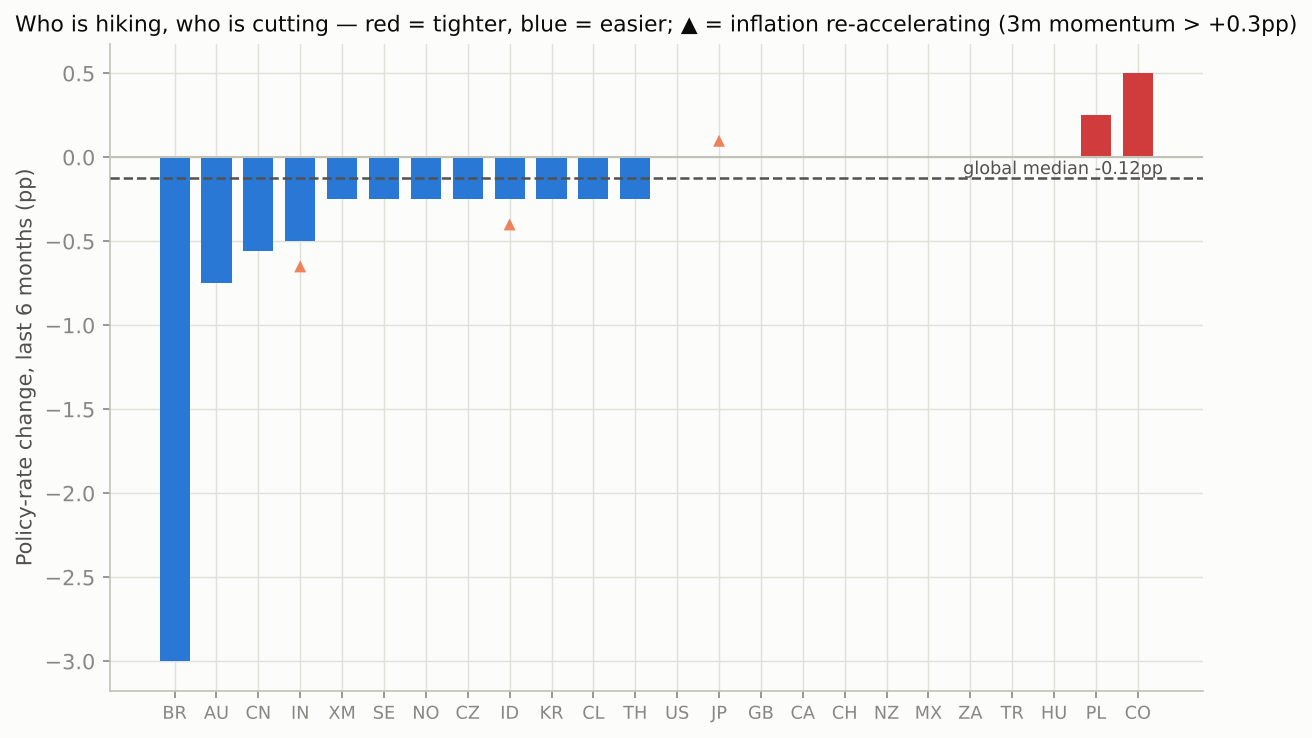 Who is hiking, who is cutting — red = tighter, blue = easier; ▲ = inflation re-accelerating (3m momentum > +0.3pp)
Policy-rate change, last 6 months (pp)
0.5
0.0
−0.5
−1.0
−1.5
−2.0
−2.5
−3.0
global median -0.12pp
BR AU CN IN XM SE NO CZ ID KR CL TH US JP GB CA CH NZ MX ZA TR HU PL CO